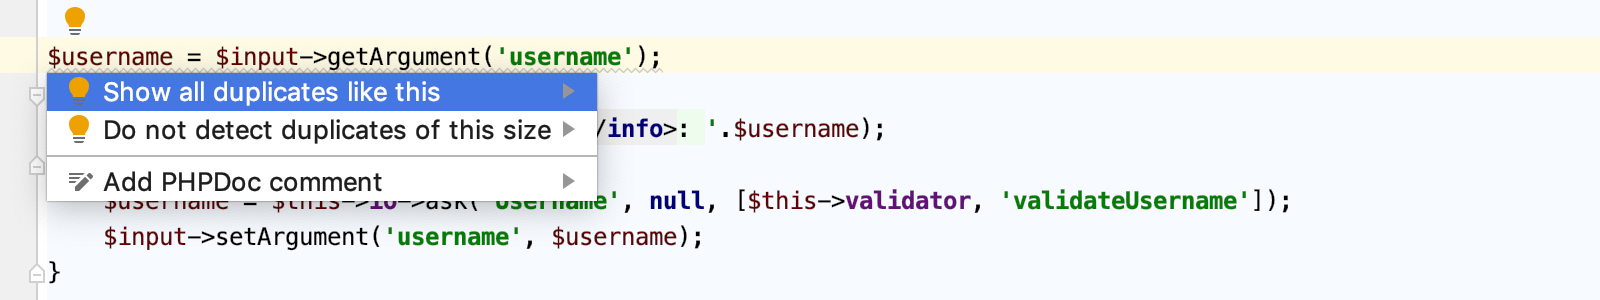 $username = $input->getArgument('username');
Show all duplicates like this
Do not detect duplicates of this size
/info>: '.$username);
Add PHPDoc comment
$username = $this->io->ask('Username', null, [$this->validator, 'validateUsername']);
$input->setArgument('username', $username);
}